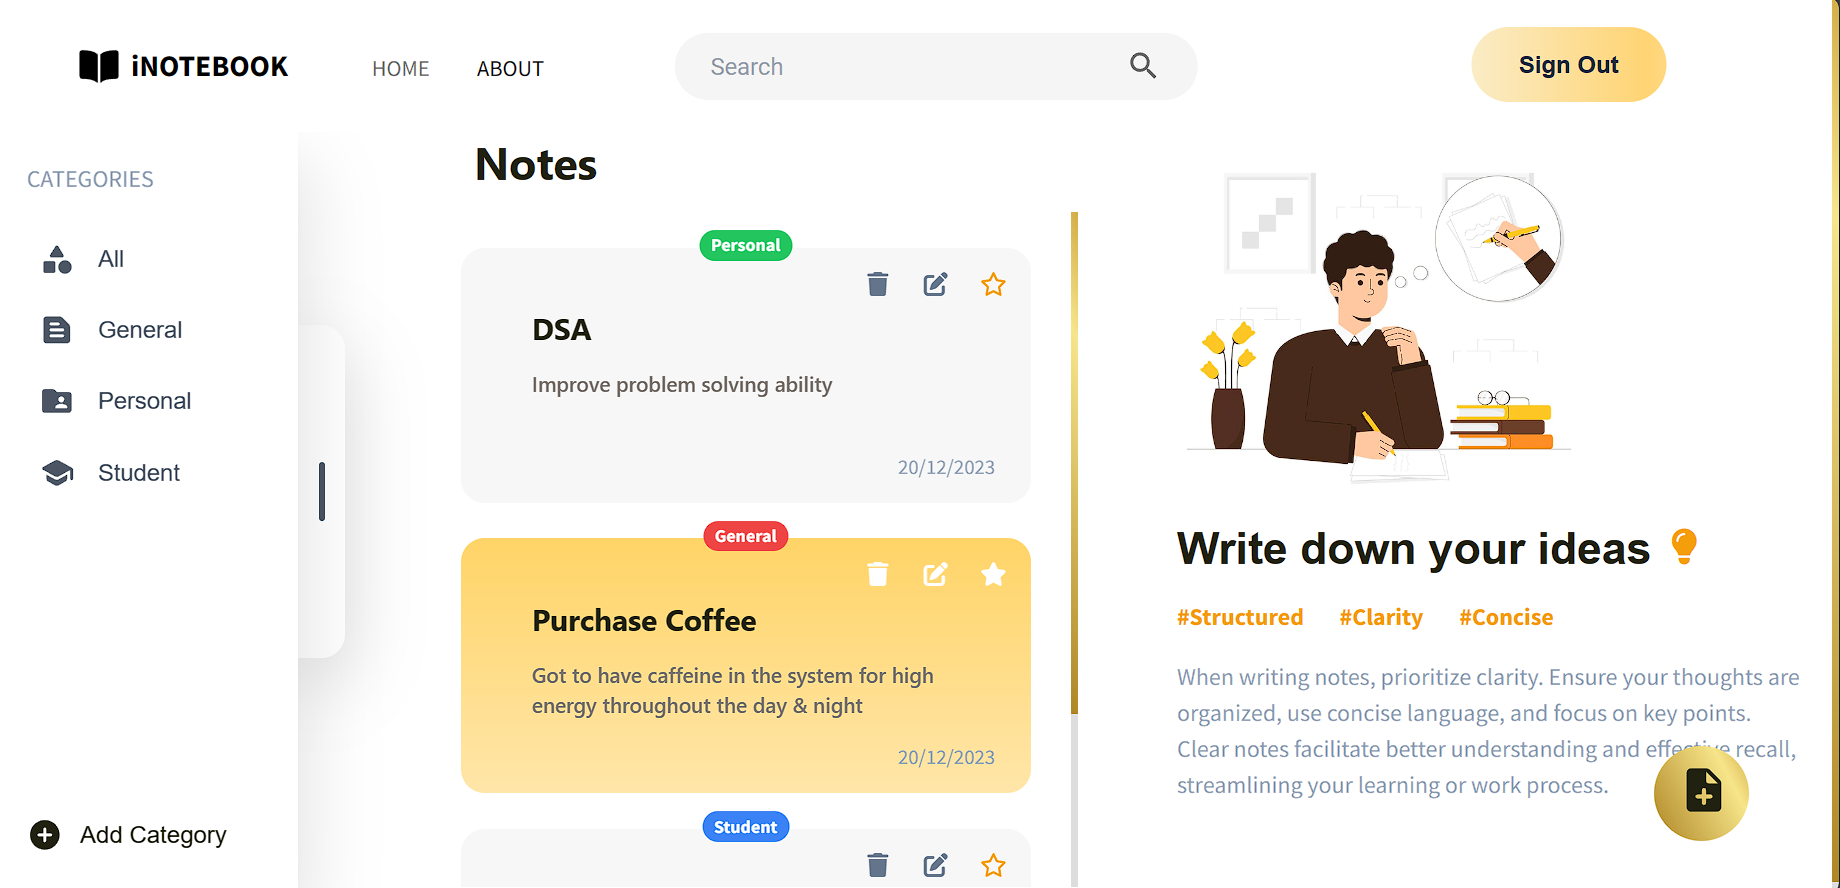 iNOTEBOOK
HOME
ABOUT
Search
Sign Out
CATEGORIES
All
General
Personal
Student
Add Category
Notes
Personal
DSA
Improve problem solving ability
20/12/2023
General
Purchase Coffee
Got to have caffeine in the system for high
energy throughout the day & night
20/12/2023
Student
Write down your ideas
#Structured #Clarity #Concise
When writing notes, prioritize clarity. Ensure your thoughts are
organized, use concise language, and focus on key points.
Clear notes facilitate better understanding and effective recall,
streamlining your learning or work process.